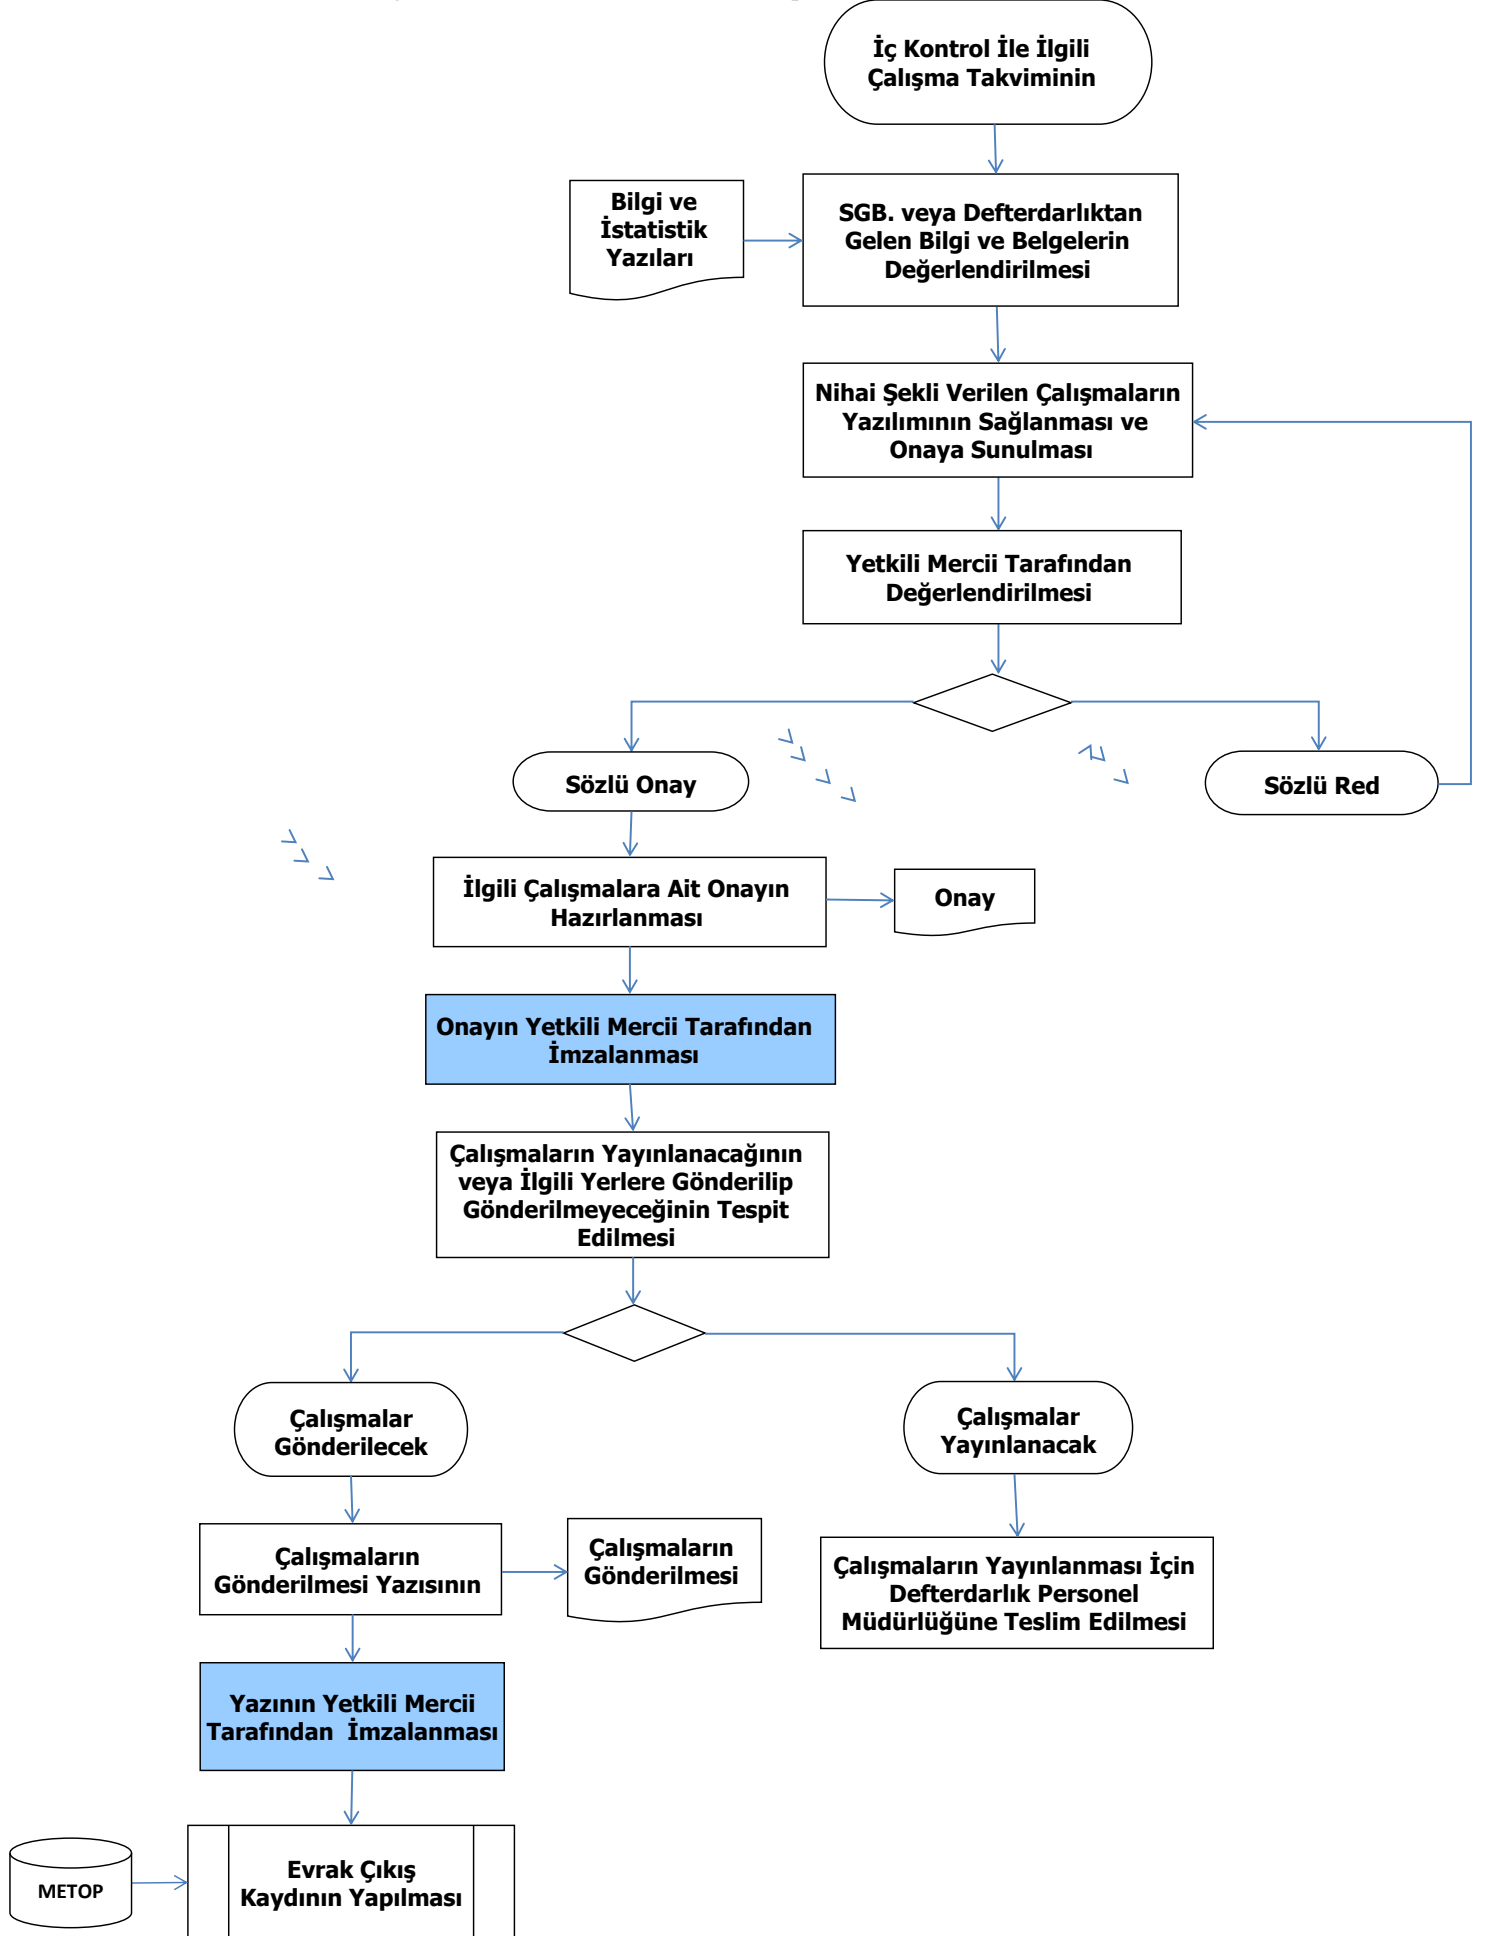 İç Kontrol İle İlgili
Çalışma Takviminin
Bilgi ve
İstatistik
Yazıları
SGB. veya Defterdarlıktan
Gelen Bilgi ve Belgelerin
Değerlendirilmesi
Nihai Şekli Verilen Çalışmaların
Yazılımının Sağlanması ve
Onaya Sunulması
Yetkili Mercii Tarafından
Değerlendirilmesi
Sözlü Onay
Sözlü Red
İlgili Çalışmalara Ait Onayın
Hazırlanması
Onay
Onayın Yetkili Mercii Tarafından
İmzalanması
Çalışmaların Yayınlanacağının
veya İlgili Yerlere Gönderilip
Gönderilmeyeceğinin Tespit
Edilmesi
Çalışmalar
Gönderilecek
Çalışmalar
Yayınlanacak
Çalışmaların
Gönderilmesi Yazısının
Çalışmaların
Gönderilmesi
Çalışmaların Yayınlanması İçin
Defterdarlık Personel
Müdürlüğüne Teslim Edilmesi
Yazının Yetkili Mercii
Tarafından  İmzalanması
METOP
Evrak Çıkış
Kaydının Yapılması